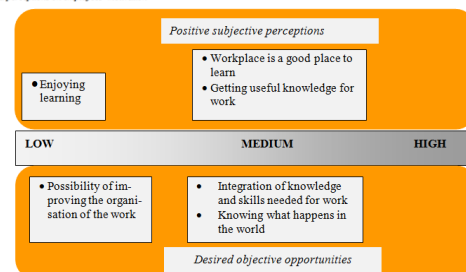 Positive subjective perceptions
• Workplace is a good place to
learn
• Getting useful knowledge for
work
• Enjoying
learning
LOW MEDIUM HIGH
• Possibility of im-
proving the organi-
sation of the work
• Integration of knowledge
and skills needed for work
• Knowing what happens in
the world
Desired objective opportunities